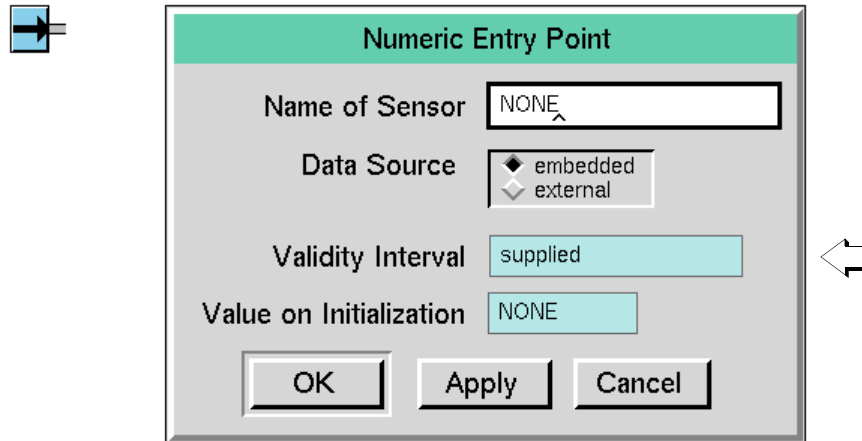 Numeric Entry Point
Name of Sensor NONE
Data Source embedded
external
Validity Interval supplied
Value on Initialization NONE
OK Apply Cancel